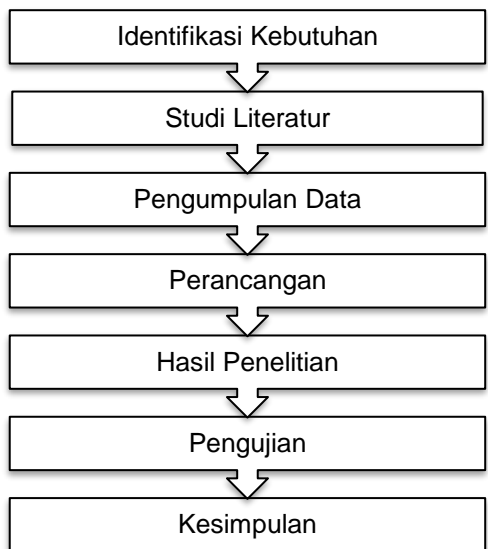 Identifikasi Kebutuhan
Studi Literatur
Pengumpulan Data
Perancangan
Hasil Penelitian
Pengujian
Kesimpulan